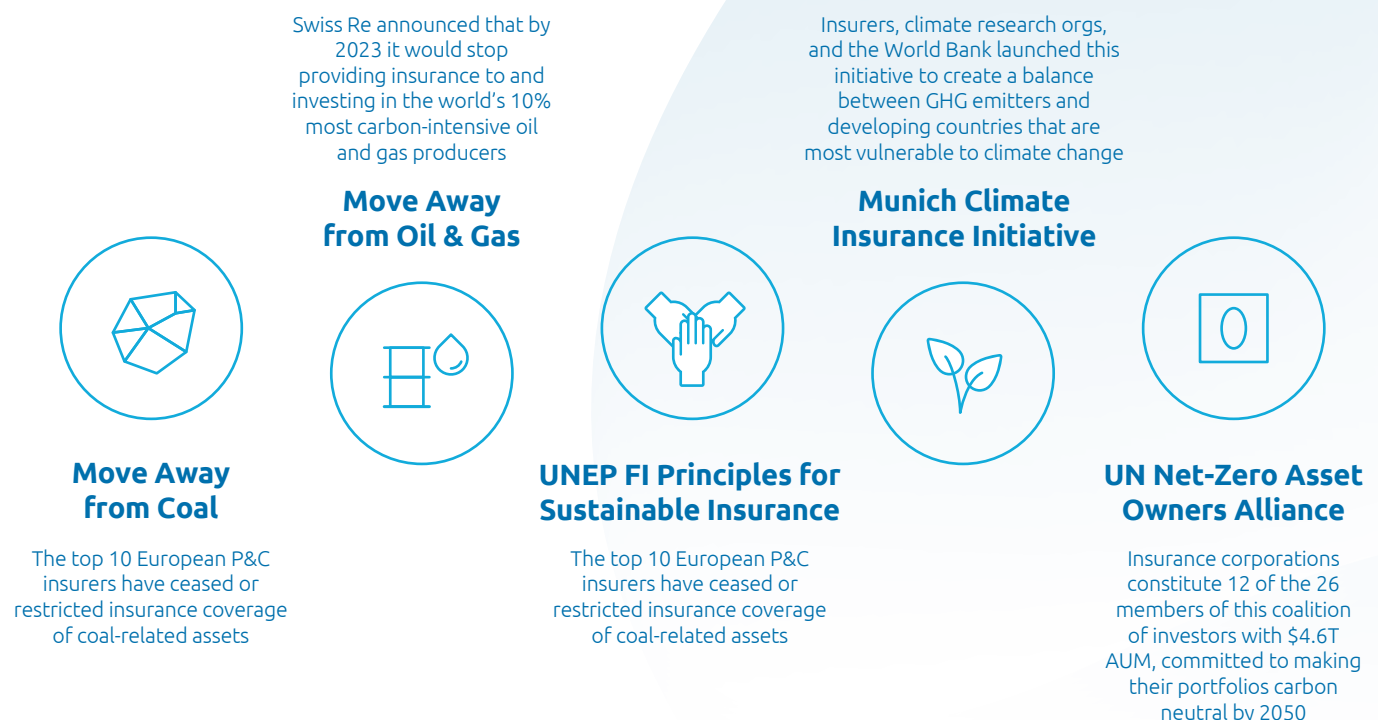 Swiss Re announced that by
2023 it would stop
providing insurance to and
investing in the world's 10%
most carbon-intensive oil
and gas producers
Move Away
from Oil & Gas
Insurers, climate research orgs,
and the World Bank launched this
initiative to create a balance
between GHG emitters and
developing countries that are
most vulnerable to climate change
Munich Climate
Insurance Initiative
Move Away
from Coal
The top 10 European P&C
insurers have ceased or
restricted insurance coverage
of coal-related assets
UNEP FI Principles for
Sustainable Insurance
The top 10 European P&C
insurers have ceased or
restricted insurance coverage
of coal-related assets
0
UN Net-Zero Asset
Owners Alliance
Insurance corporations
constitute 12 of the 26
members of this coalition
of investors with $4.6T
AUM, committed to making
their portfolios carbon
neutral by 2050